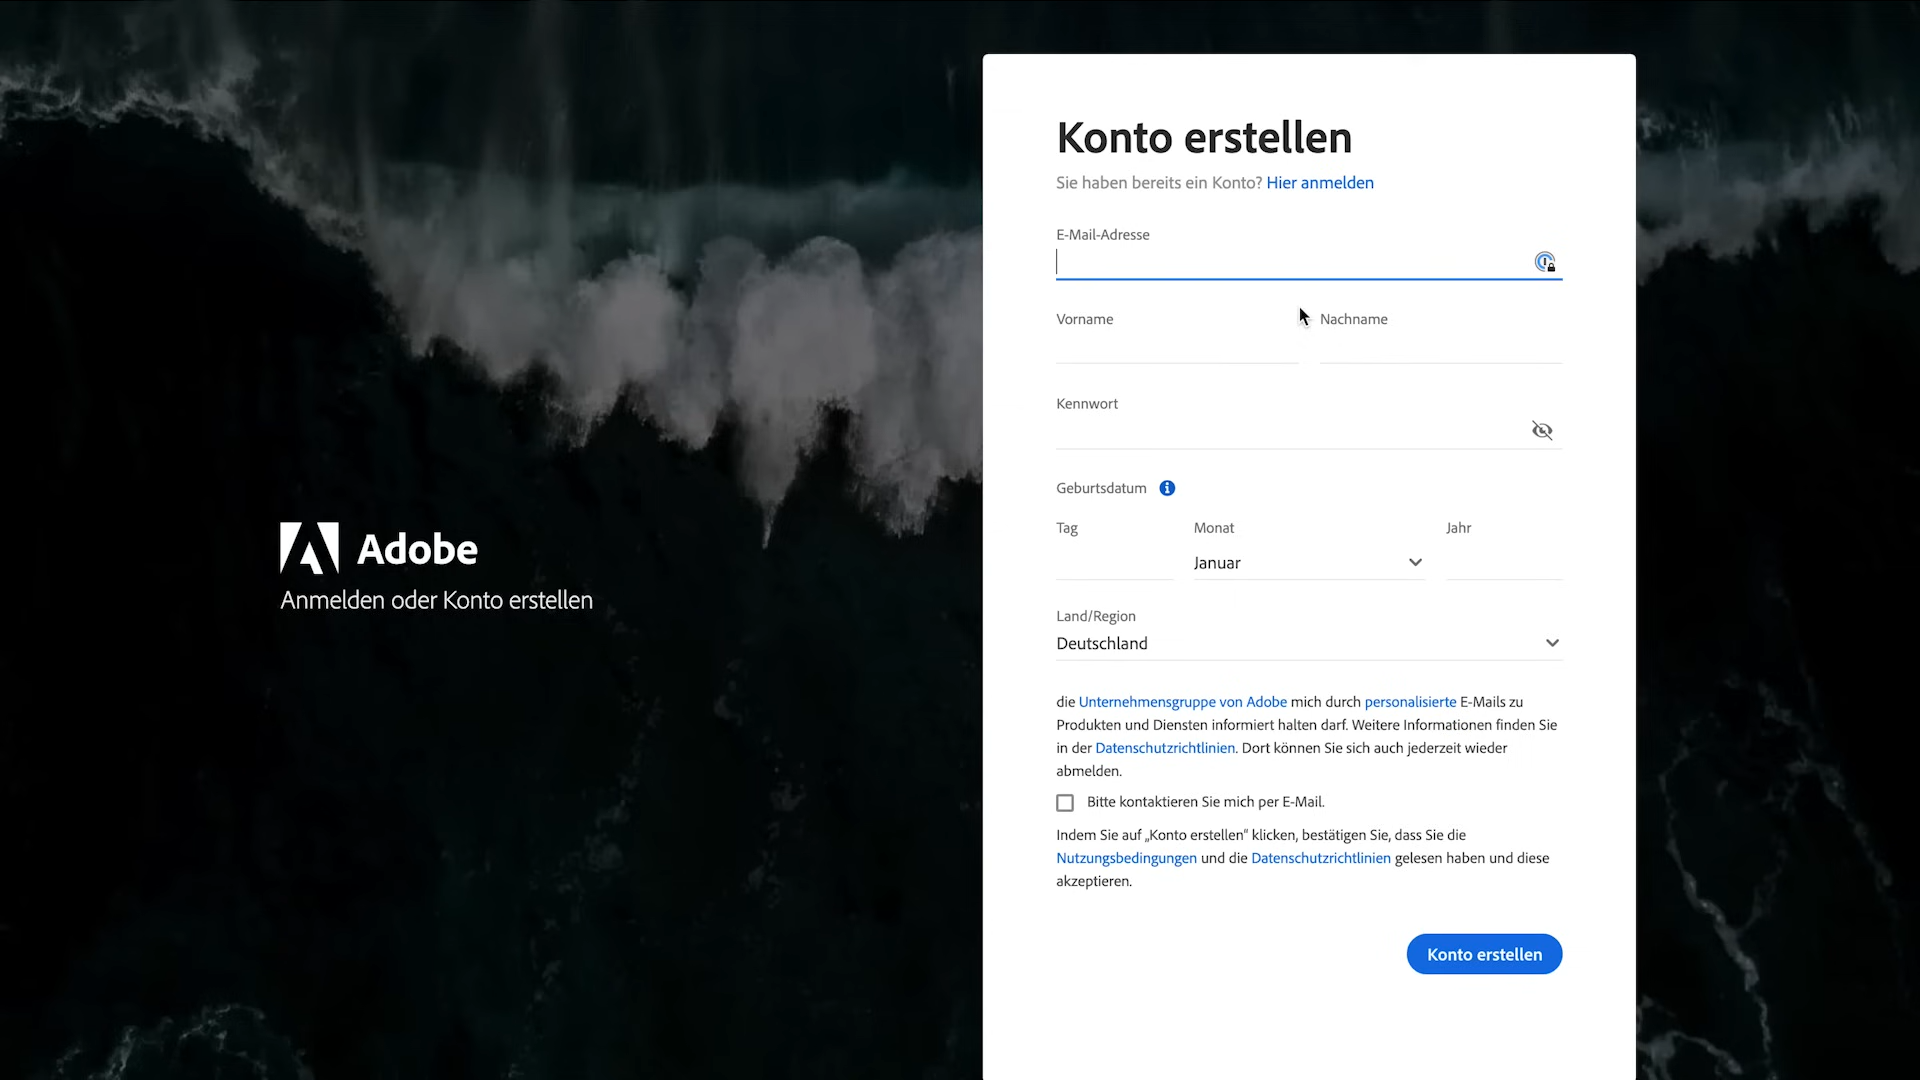 Adobe
Anmelden oder Konto erstellen
Konto erstellen
Sie haben bereits ein Konto? Hier anmelden
E-Mail-Adresse
Vorname
Nachname
Kennwort
Geburtsdatum
Tag
Monat
Jahr
Januar
Land/Region
Deutschland
die Unternehmensgruppe von Adobe mich durch personalisierte E-Mails zu
Produkten und Diensten informiert halten darf. Weitere Informationen finden Sie
in der Datenschutzrichtlinien. Dort können Sie sich auch jederzeit wieder
abmelden.
Bitte kontaktieren Sie mich per E-Mail.
Indem Sie auf „Konto erstellen" klicken, bestätigen Sie, dass Sie die
Nutzungsbedingungen und die Datenschutzrichtlinien gelesen haben und diese
akzeptieren.
Konto erstellen